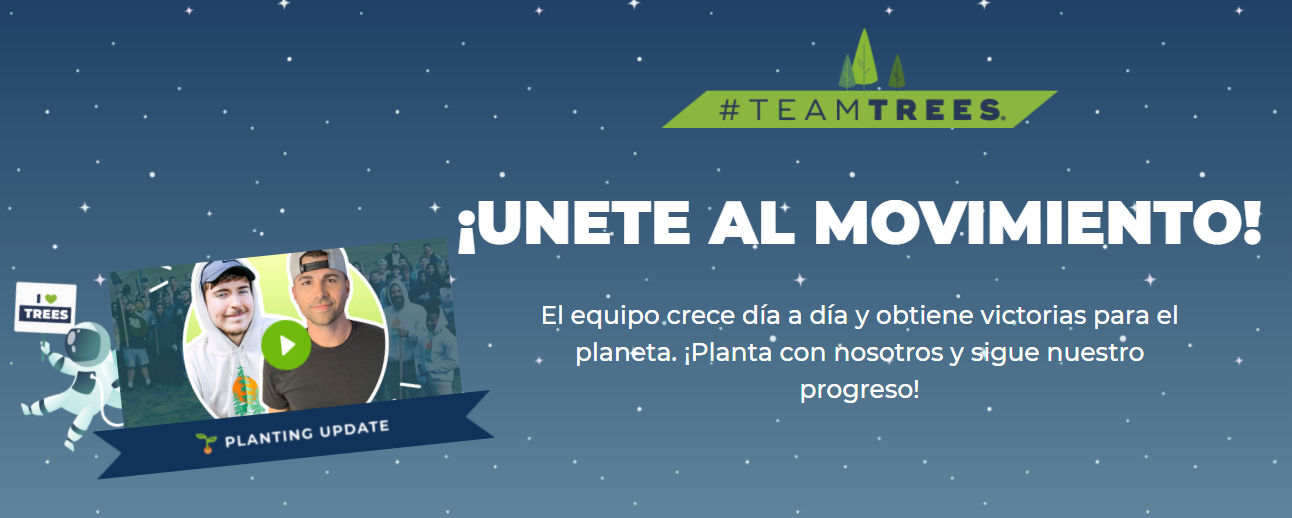 #TEAMTREES®
¡UNETE AL MOVIMIENTO!
El equipo crece día a día y obtiene victorias para el
planeta. ¡Planta con nosotros y sigue nuestro
progreso!
I
TREES
PLANTING UPDATE